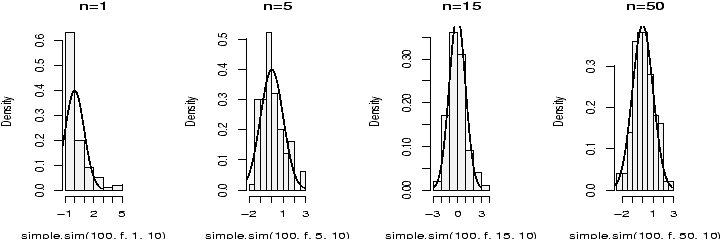 n=1
n=5
n=15
n=50
Density
0.0 0.1 0.2 0.3 0.4 0.5 0.6
−1 2 5
simple.sim(100, f, 1, 10)
Density
0.0 0.1 0.2 0.3 0.4 0.5
−2 1 3
simple.sim(100, f, 5, 10)
Density
0.00 0.10 0.20 0.30
−3 0 3
simple.sim(100, f, 15, 10)
Density
0.0 0.1 0.2 0.3
−2 1 3
simple.sim(100, f, 50, 10)